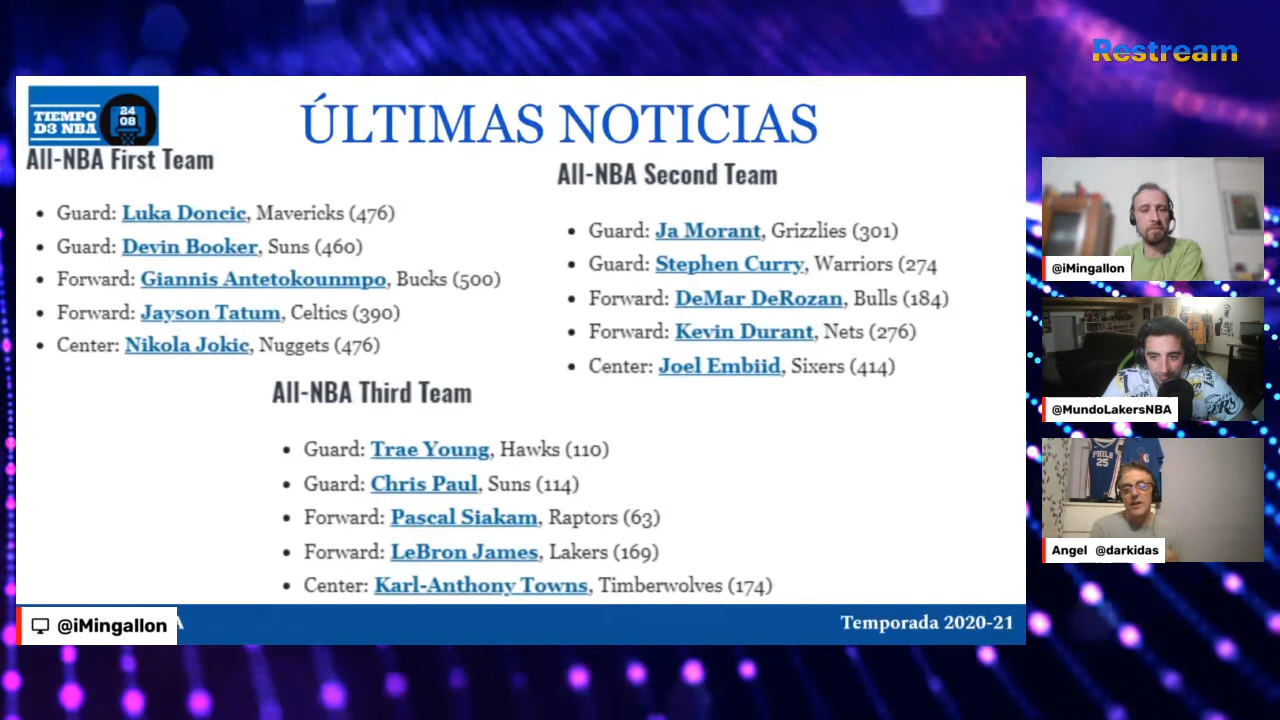 Restream
TIEMPO
D3 NBA
24
08
ÚLTIMAS NOTICIAS
All-NBA First Team
Guard: Luka Doncic, Mavericks (476)
Guard: Devin Booker, Suns (460)
Forward: Giannis Antetokounmpo, Bucks (500)
Forward: Jayson Tatum, Celtics (390)
Center: Nikola Jokic, Nuggets (476)
All-NBA Second Team
Guard: Ja Morant, Grizzlies (301)
Guard: Stephen Curry, Warriors (274
Forward: DeMar DeRozan, Bulls (184)
Forward: Kevin Durant, Nets (276)
Center: Joel Embiid, Sixers (414)
All-NBA Third Team
Guard: Trae Young, Hawks (110)
Guard: Chris Paul, Suns (114)
Forward: Pascal Siakam, Raptors (63)
Forward: LeBron James, Lakers (169)
Center: Karl-Anthony Towns, Timberwolves (174)
@iMingallon
A
Temporada 2020-21
@iMingallon
@MundoLakersNBA
PHILA
25
Angel @darkidas